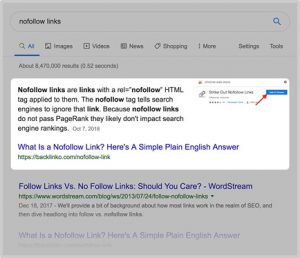 nofollow links
All Images Videos News Shopping More Settings Tools
About 8,470,000 results (0.52 seconds)
Nofollow links are links with a rel="nofollow" HTML
tag applied to them. The nofollow tag tells search
engines to ignore that link. Because nofollow links
do not pass PageRank they likely don't impact search
engine rankings. Oct 7, 2018
Strike Out Nofollow Links
What Is a Nofollow Link? Here's A Simple Plain English Answer
https://backlinko.com/nofollow-link
Follow Links Vs. No Follow Links: Should You Care? - WordStream
https://www.wordstream.com/blog/ws/2013/07/24/follow-nofollow-links
Dec 18, 2017 - We'll provide a bit of background about how most links work in the realm of SEO, and
then dive headlong into follow vs. nofollow links.
What Is a Nofollow Link? Here's A Simple Plain English Answer